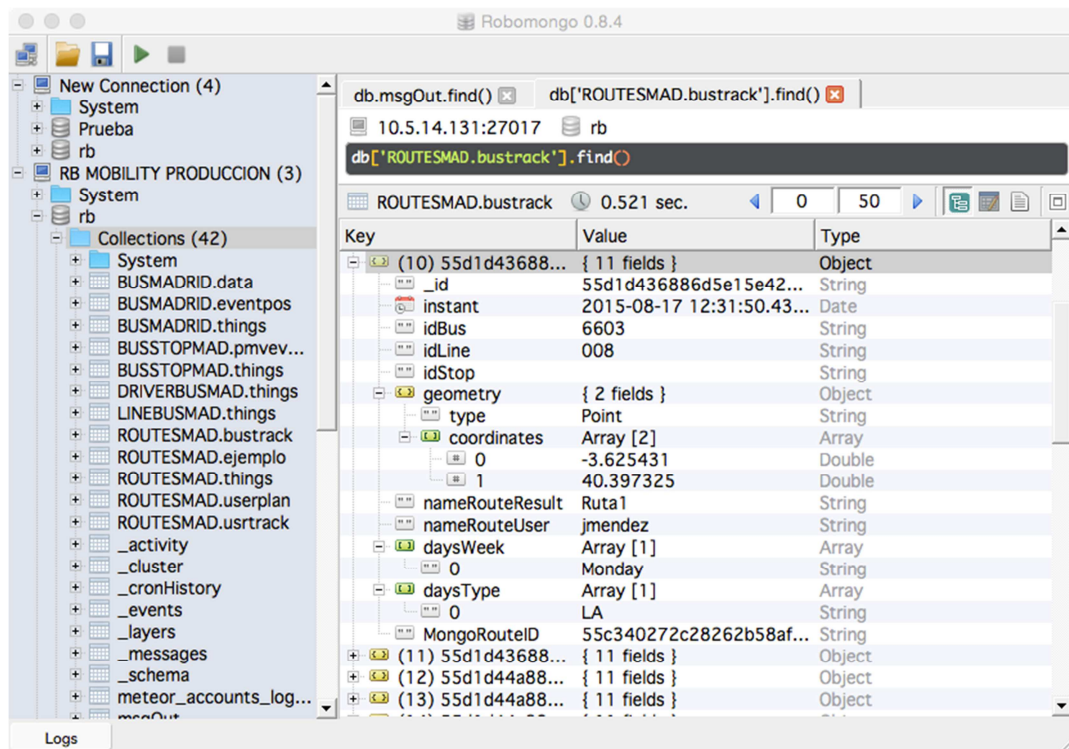 Robomongo 0.8.4
New Connection (4)
System
Prueba
rb
RB MOBILITY PRODUCCION (3)
System
rb
Collections (42)
System
BUSMADRID.data
BUSMADRID.eventpos
BUSMADRID.things
BUSSTOPMAD.pmvev...
BUSSTOPMAD.things
DRIVERBUSMAD.things
LINEBUSMAD.things
ROUTESMAD.bustrack
ROUTESMAD.ejemplo
ROUTESMAD.things
ROUTESMAD.userplan
ROUTESMAD.usrtrack
_activity
_cluster
_cronHistory
_events
_layers
_messages
_schema
meteor_accounts_log...
msgOut
db.msgOut.find() db['ROUTESMAD.bustrack'].find()
10.5.14.131:27017 rb
db['ROUTESMAD.bustrack'].find()
ROUTESMAD.bustrack 0.521 sec. 0 50
Key Value Type
(10) 55d1d43688... { 11 fields } Object
_id 55d1d436886d5e15e42... String
instant 2015-08-17 12:31:50.43... Date
idBus 6603 String
idLine 008 String
idStop String
geometry { 2 fields } Object
type Point String
coordinates Array [2] Array
0 -3.625431 Double
1 40.397325 Double
nameRouteResult Ruta1 String
nameRouteUser jmendez String
daysWeek Array [1] Array
0 Monday String
daysType Array [1] Array
0 LA String
MongoRouteID 55c340272c28262b58af... String
(11) 55d1d43688... { 11 fields } Object
(12) 55d1d44a88... { 11 fields } Object
(13) 55d1d44a88... { 11 fields } Object
Logs